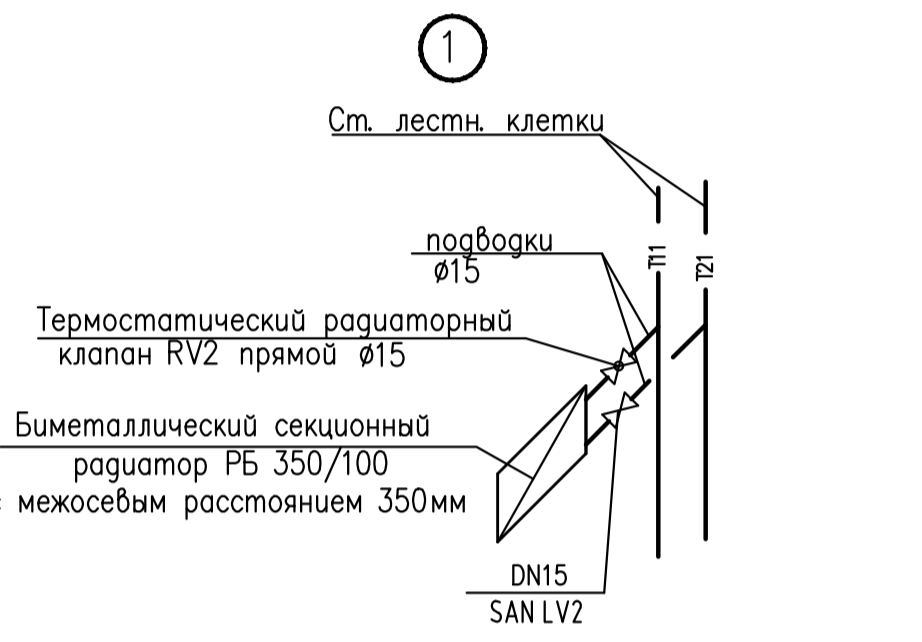 1
Ст. лестн. клетки
подводки
ø15
Т11
Т21
Термостатический радиаторный
клапан RV2 прямой ø15
Биметаллический секционный
радиатор РБ 350/100
с межосевым расстоянием 350мм
DN15
SAN LV2